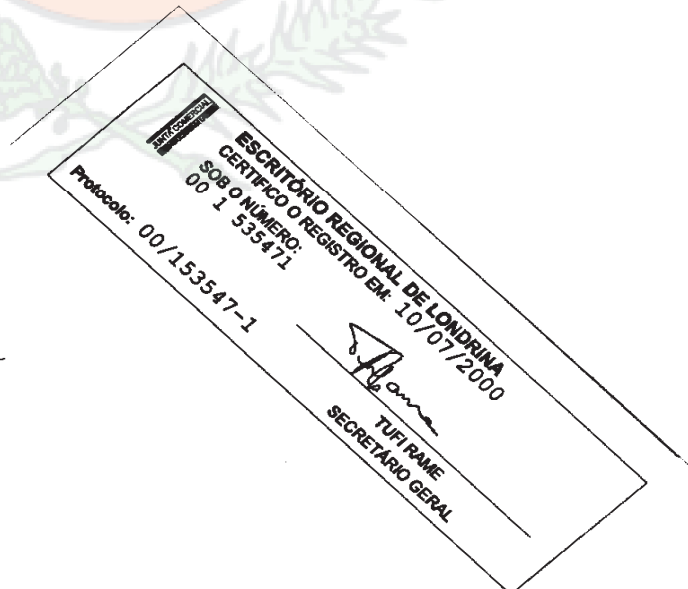 JUNTA COMERCIAL
ESCRITÓRIO REGIONAL DE LONDRINA
CERTIFICO O REGISTRO EM: 10/07/2000
SOB O NÚMERO:
00 1 535471
Protocolo: 00/153547-1
TUFI RAME
SECRETÁRIO GERAL